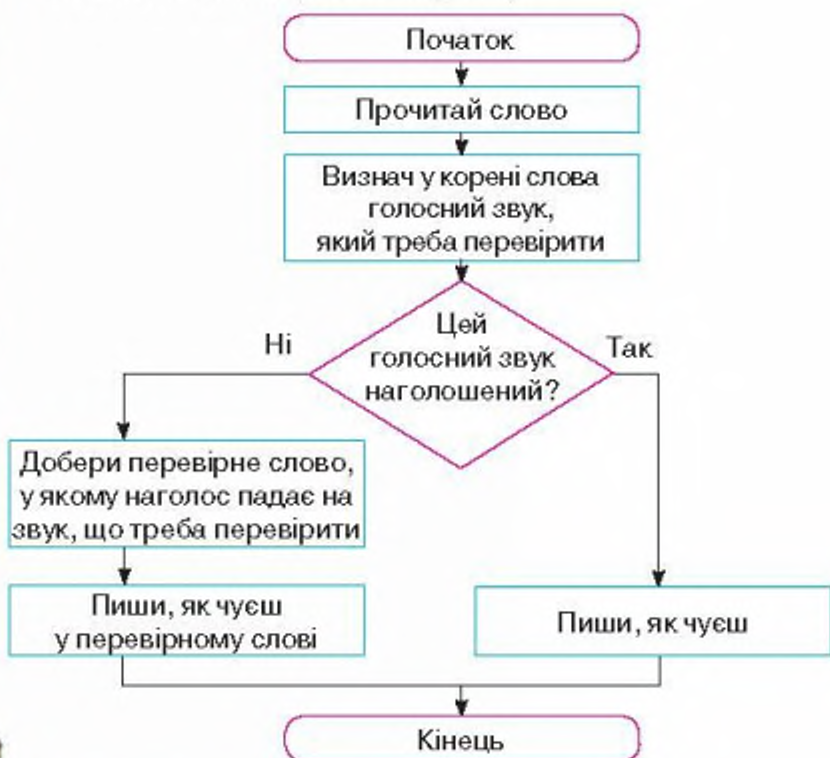 Початок
Прочитай слово
Визнач у корені слова
голосний звук,
який треба перевірити
Цей
голосний звук
наголошений?
Ні
Так
Добери перевірне слово,
у якому наголос падає на
звук, що треба перевірити
Пиши, як чуєш
у перевірному слові
Пиши, як чуєш
Кінець